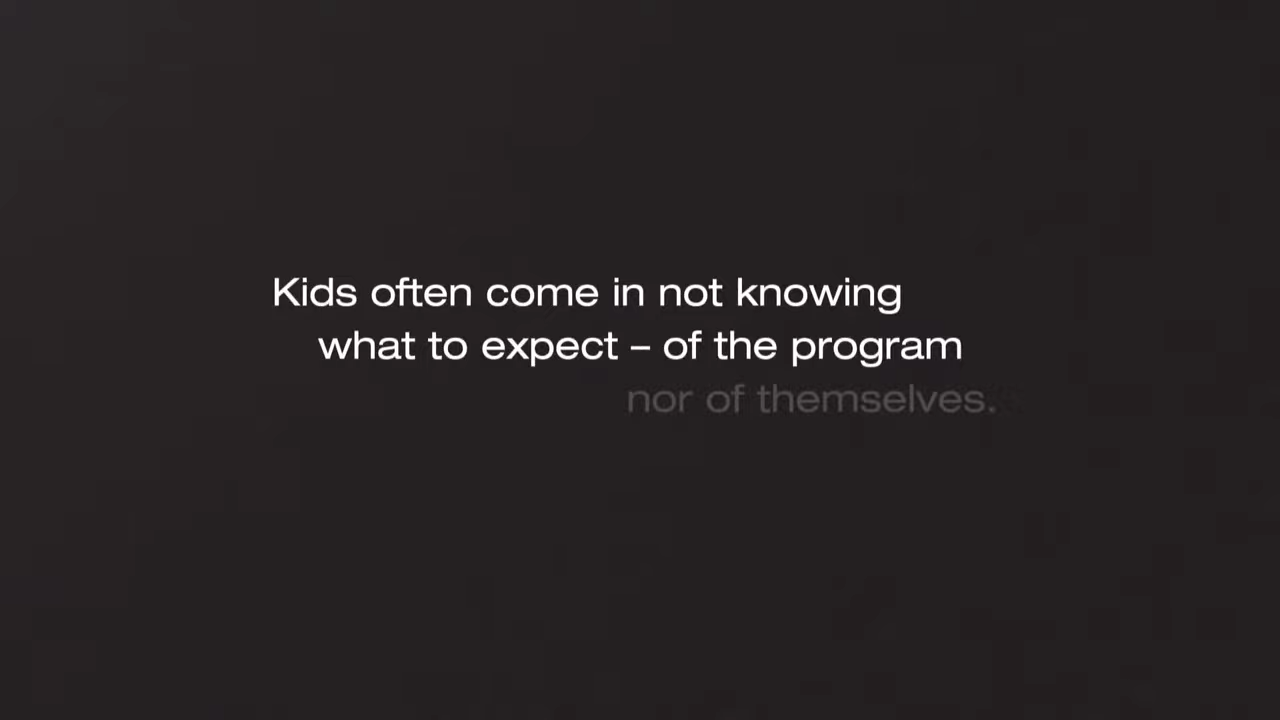 Kids often come in not knowing
what to expect – of the program
nor of themselves.